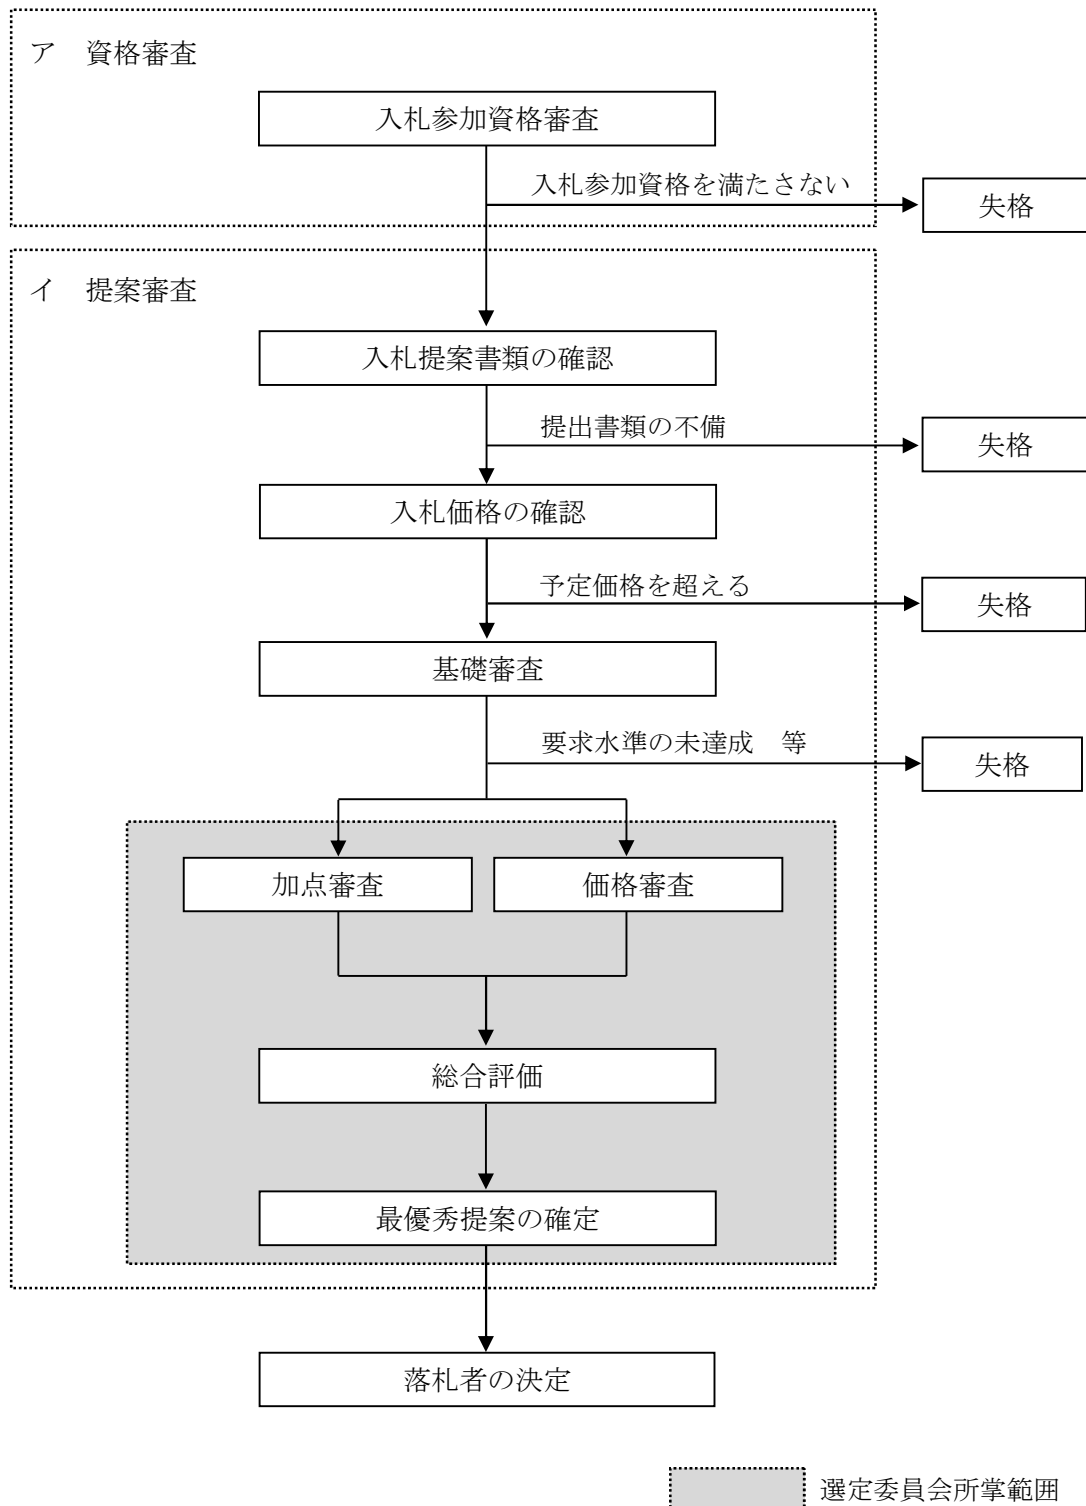 ア　資格審査
入札参加資格審査
入札参加資格を満たさない
失格
イ　提案審査
入札提案書類の確認
提出書類の不備
失格
入札価格の確認
予定価格を超える
失格
基礎審査
要求水準の未達成　等
失格
加点審査
価格審査
総合評価
最優秀提案の確定
落札者の決定
選定委員会所掌範囲